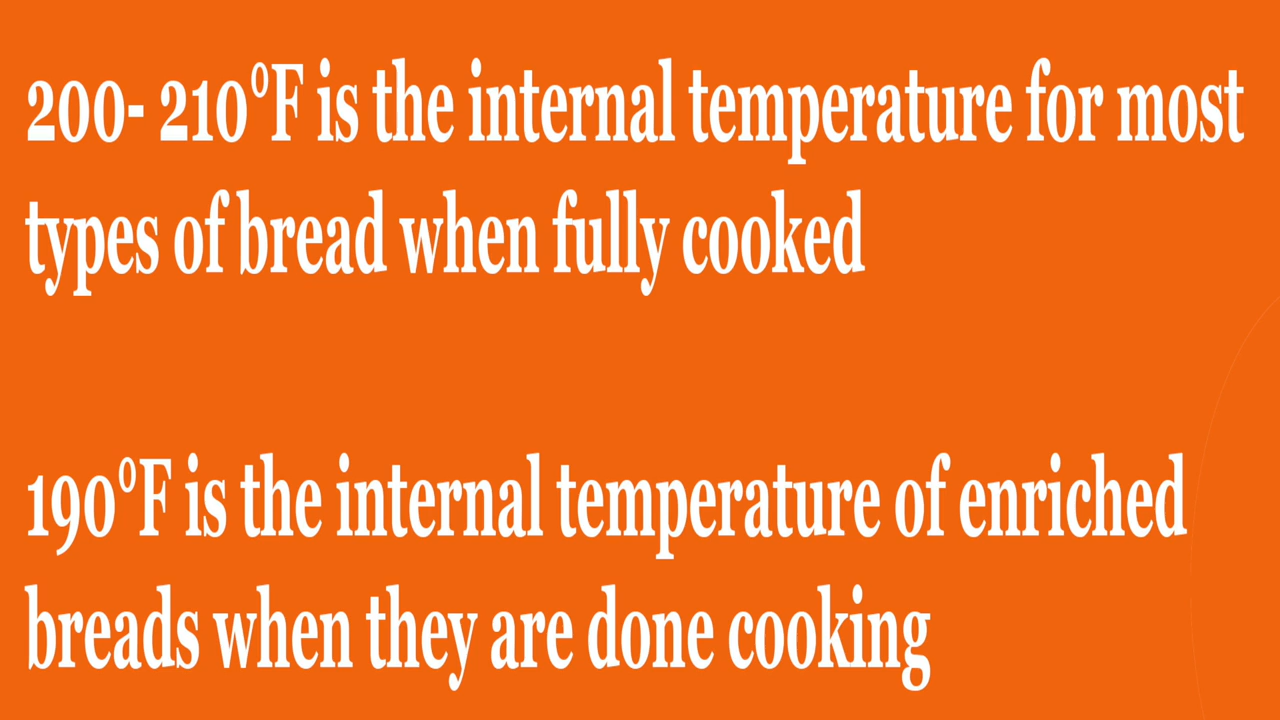 200- 210°F is the internal temperature for most
types of bread when fully cooked
190°F is the internal temperature of enriched
breads when they are done cooking